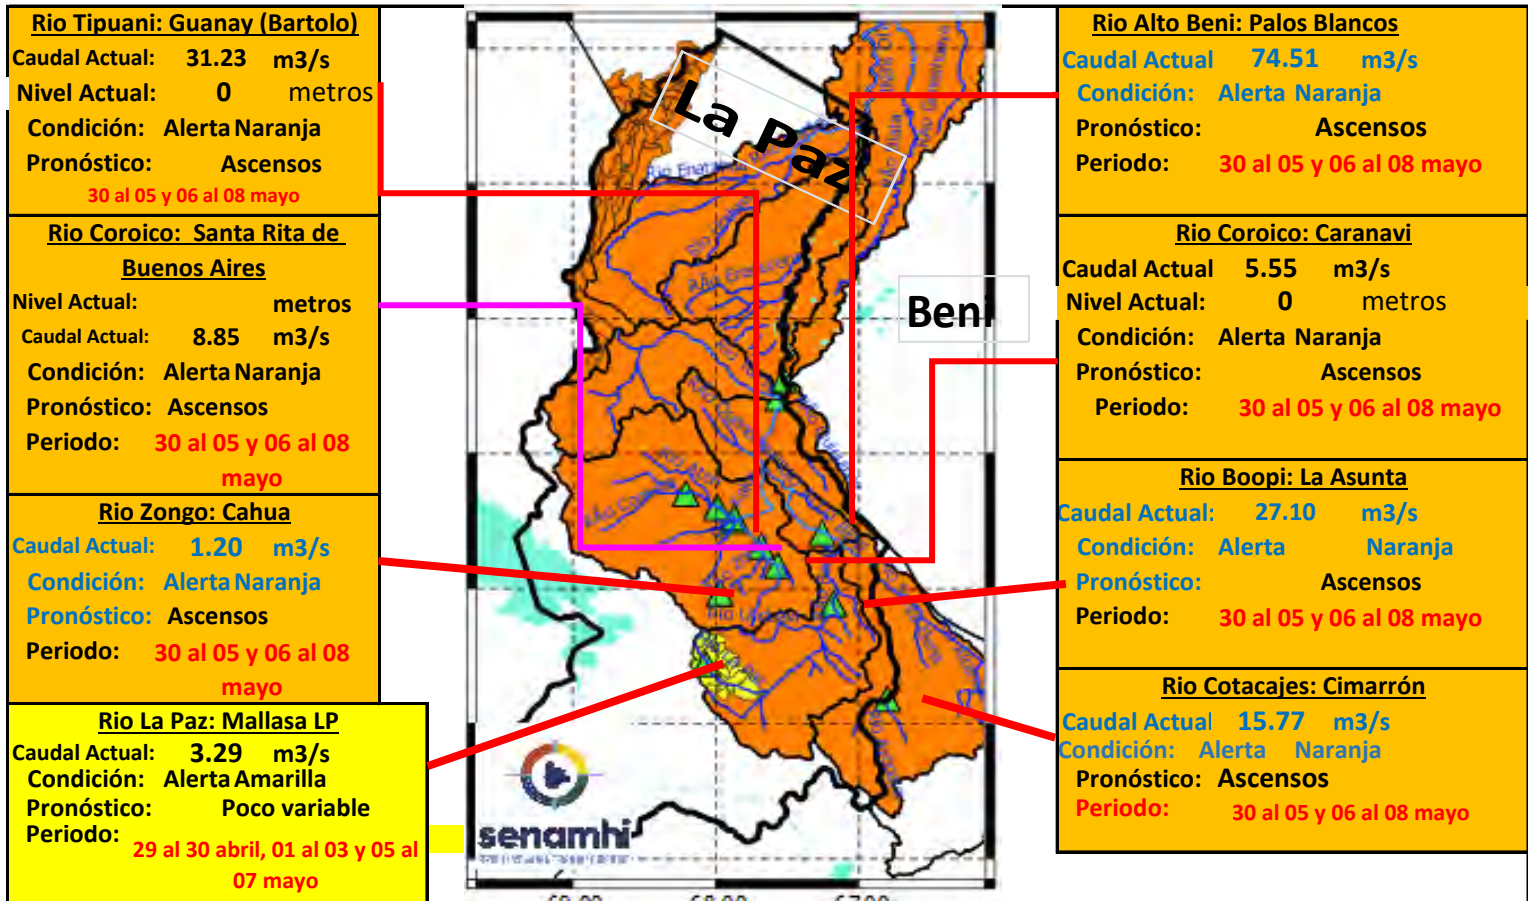 Rio Tipuani: Guanay (Bartolo)
Caudal Actual: 31.23 m3/s
Nivel Actual: 0 metros
Condición: Alerta Naranja
Pronóstico: Ascensos
30 al 05 y 06 al 08 mayo
Rio Coroico: Santa Rita de
Buenos Aires
Nivel Actual: metros
Caudal Actual: 8.85 m3/s
Condición: Alerta Naranja
Pronóstico: Ascensos
Periodo: 30 al 05 y 06 al 08
mayo
Rio Zongo: Cahua
Caudal Actual: 1.20 m3/s
Condición: Alerta Naranja
Pronóstico: Ascensos
Periodo: 30 al 05 y 06 al 08
mayo
Rio La Paz: Mallasa LP
Caudal Actual: 3.29 m3/s
Condición: Alerta Amarilla
Pronóstico: Poco variable
Periodo: 29 al 30 abril, 01 al 03 y 05 al
07 mayo
La Paz
Beni
senamhi
Rio Alto Beni: Palos Blancos
Caudal Actual 74.51 m3/s
Condición: Alerta Naranja
Pronóstico: Ascensos
Periodo: 30 al 05 y 06 al 08 mayo
Rio Coroico: Caranavi
Caudal Actual 5.55 m3/s
Nivel Actual: 0 metros
Condición: Alerta Naranja
Pronóstico: Ascensos
Periodo: 30 al 05 y 06 al 08 mayo
Rio Boopi: La Asunta
Caudal Actual: 27.10 m3/s
Condición: Alerta Naranja
Pronóstico: Ascensos
Periodo: 30 al 05 y 06 al 08 mayo
Rio Cotacajes: Cimarrón
Caudal Actual 15.77 m3/s
Condición: Alerta Naranja
Pronóstico: Ascensos
Periodo: 30 al 05 y 06 al 08 mayo